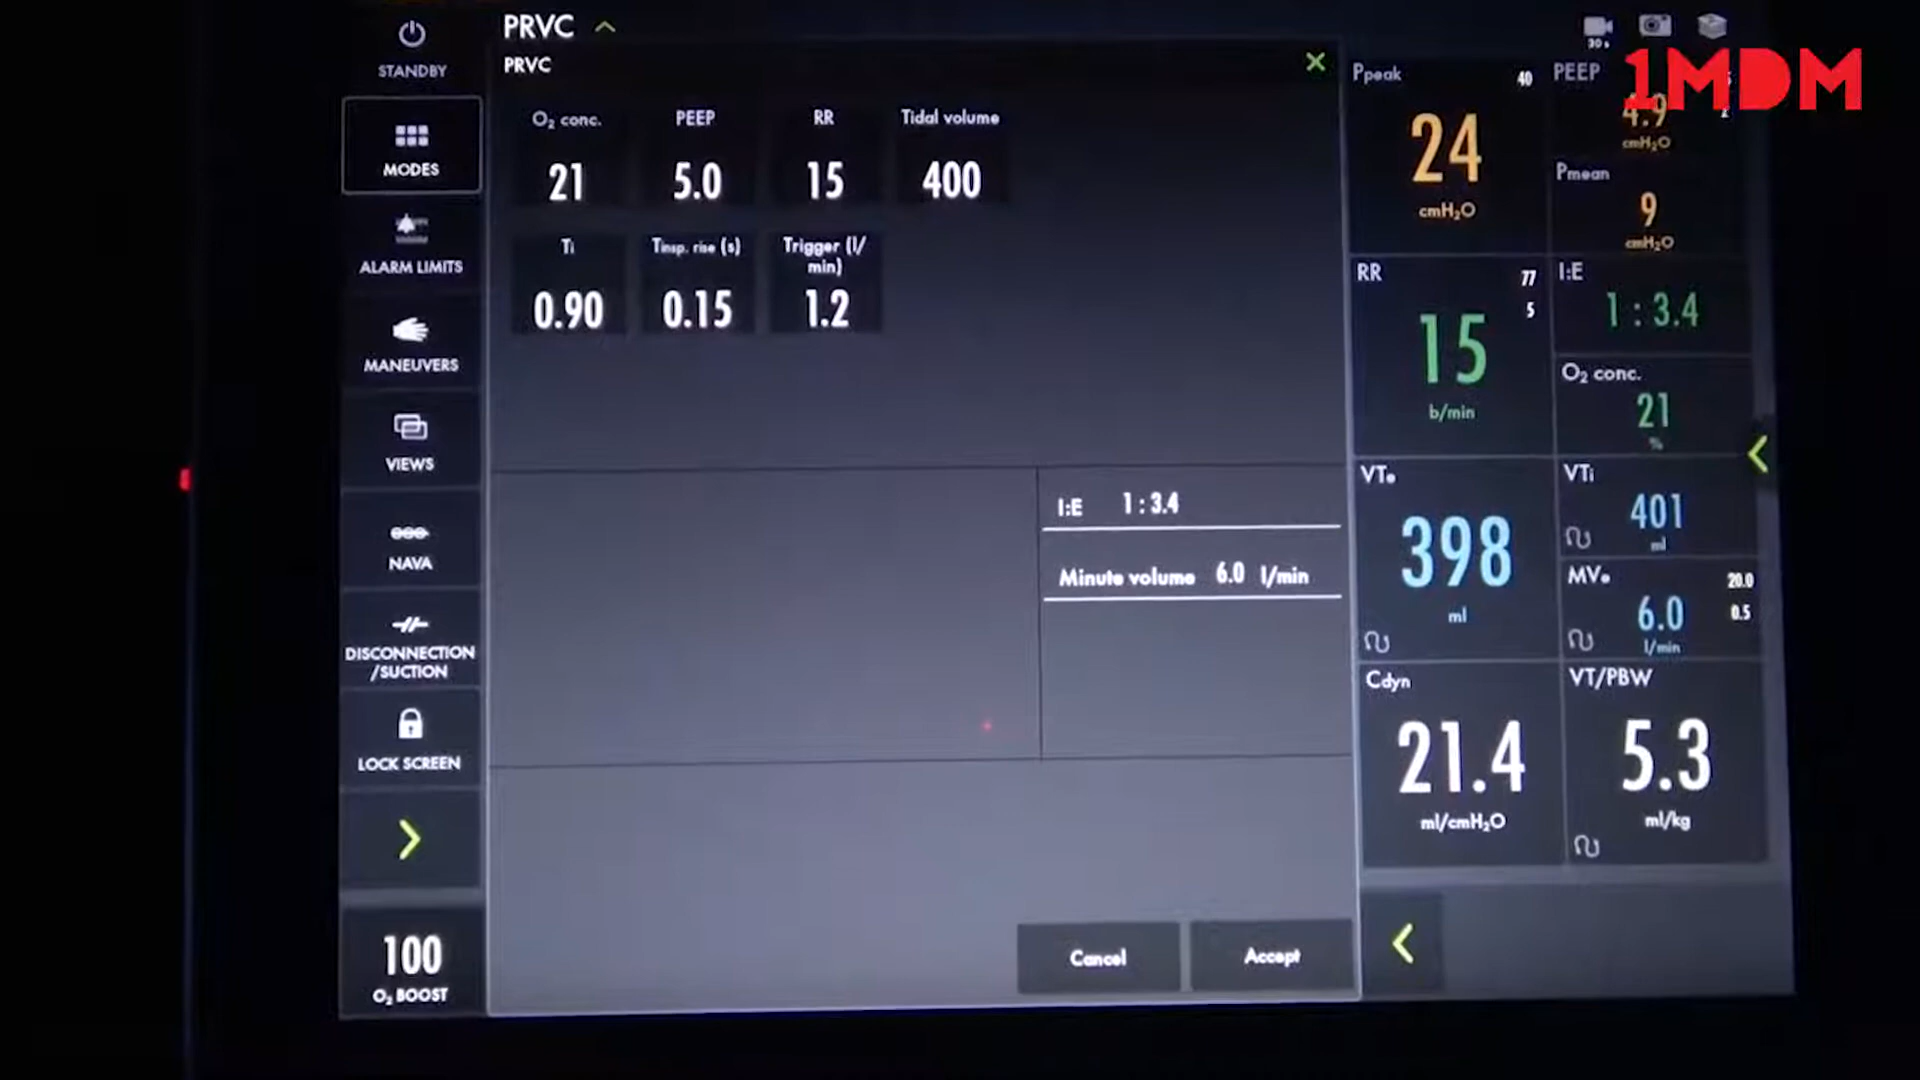 STANDBY
MODES
ALARM LIMITS
MANEUVERS
VIEWS
NAVA
DISCONNECTION
/SUCTION
LOCK SCREEN
100
O₂ BOOST
PRVC
PRVC
O₂ conc. PEEP RR Tidal volume
21 5.0 15 400
Ti Tinsp. rise (s) Trigger (l/
min)
0.90 0.15 1.2
I:E 1 : 3.4
Minute volume 6.0 l/min
Cancel Accept
30 s
1MDM
Ppeak 40
24
cmH₂O
PEEP
4.9 2
cmH₂O
Pmean
9
cmH₂O
RR 77
5
15
b/min
I:E
1 : 3.4
O₂ conc.
21
%
VTe
398
ml
VTi
401
ml
MVe 20.0
6.0 0.5
l/min
Cdyn
21.4
ml/cmH₂O
VT/PBW
5.3
ml/kg